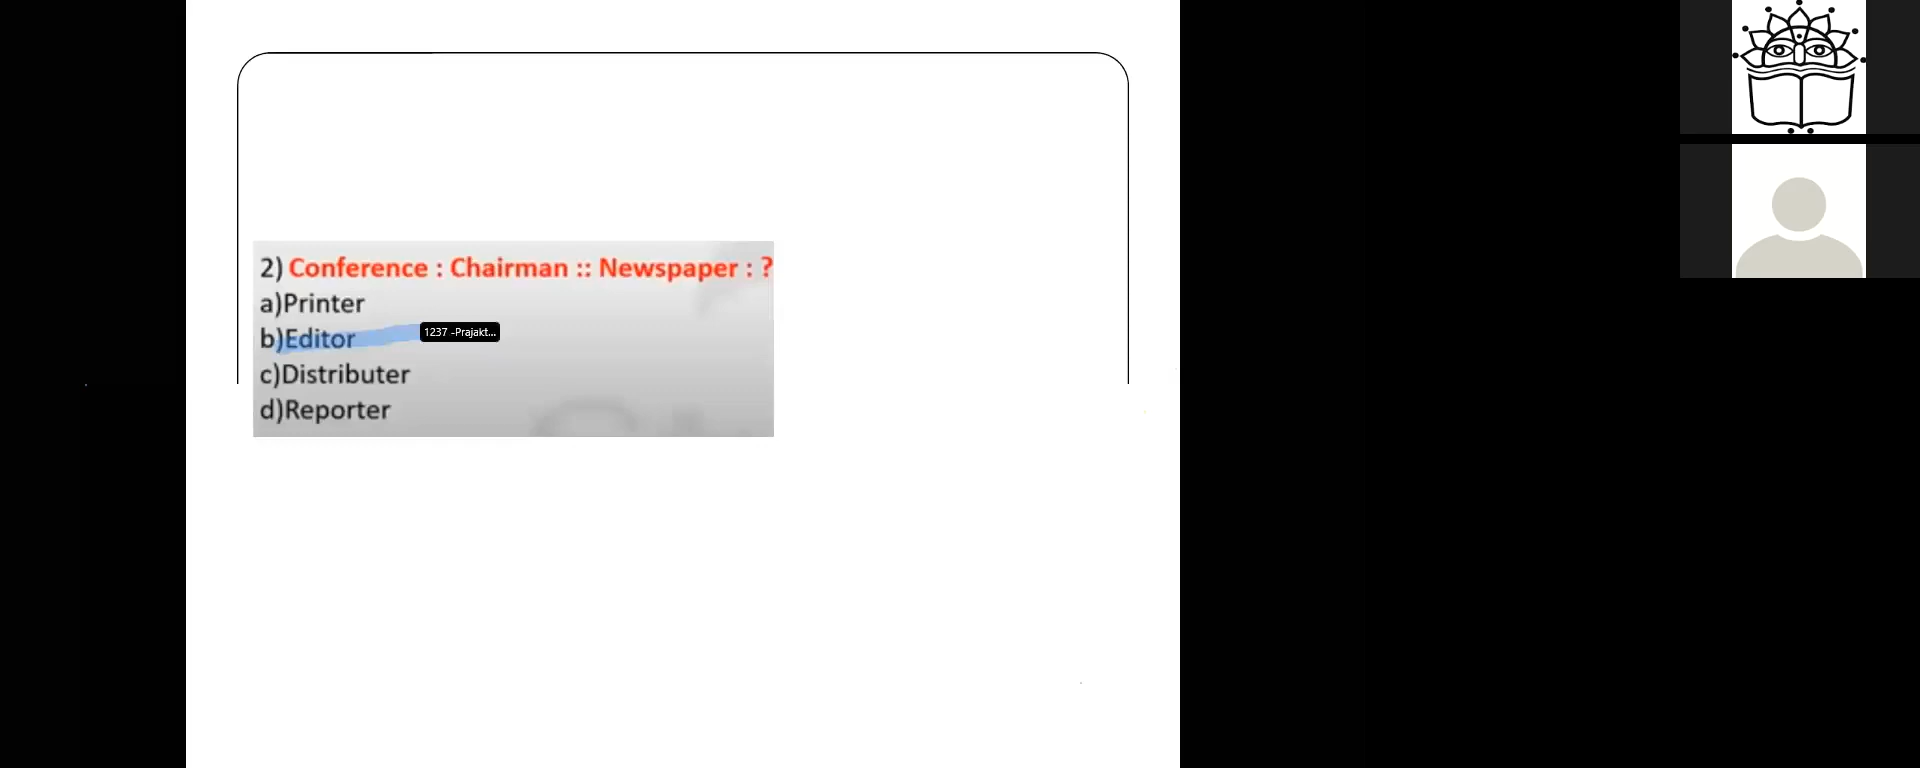 2) Conference : Chairman :: Newspaper : ?
a)Printer
b)Editor
1237 -Prajakt...
c)Distributer
d)Reporter